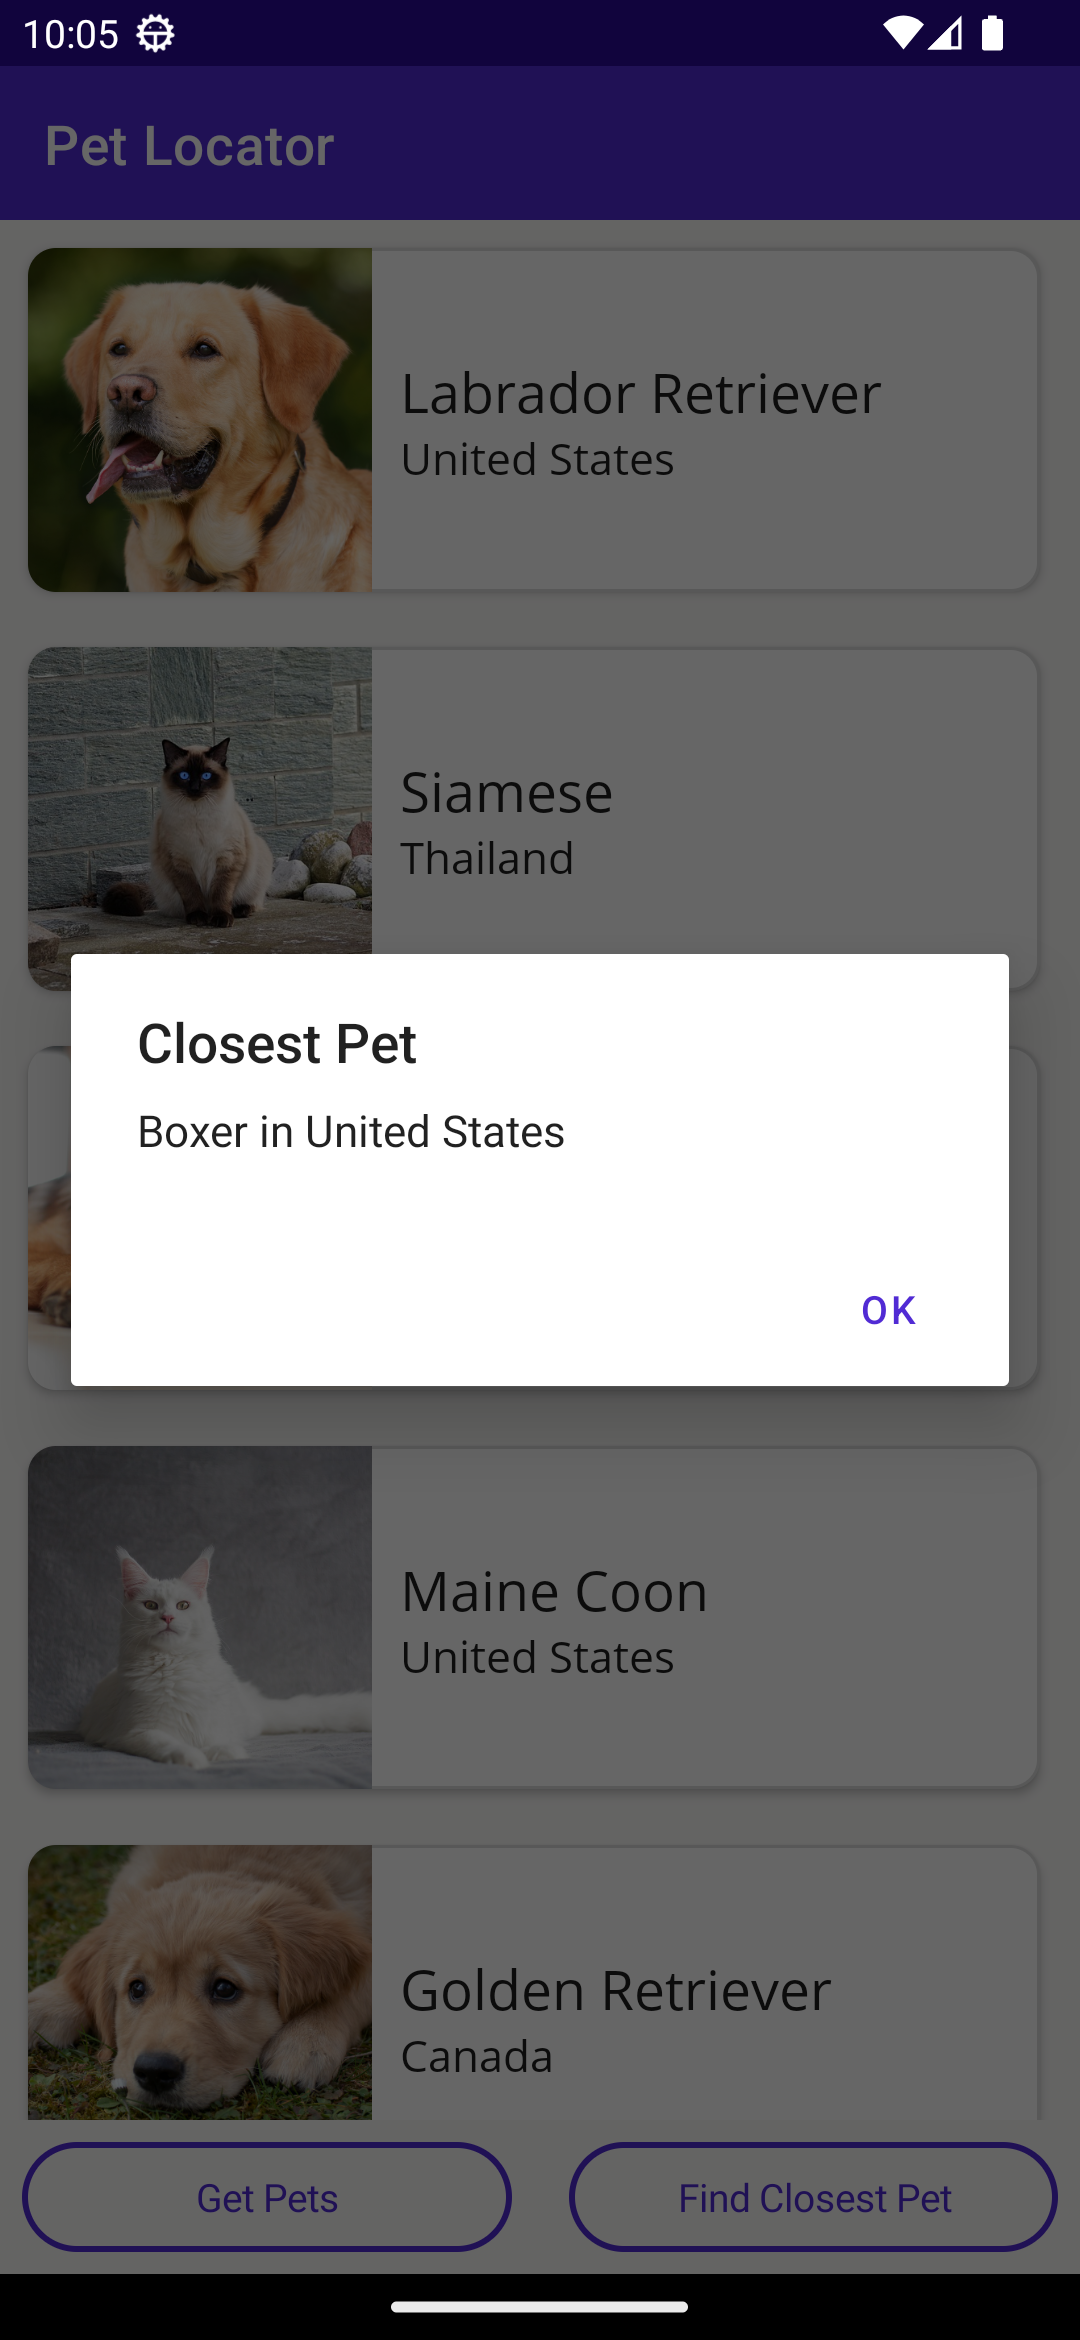 10:05
Pet Locator
Labrador Retriever
United States
Siamese
Thailand
Closest Pet
Boxer in United States
OK
Maine Coon
United States
Golden Retriever
Canada
Get Pets
Find Closest Pet